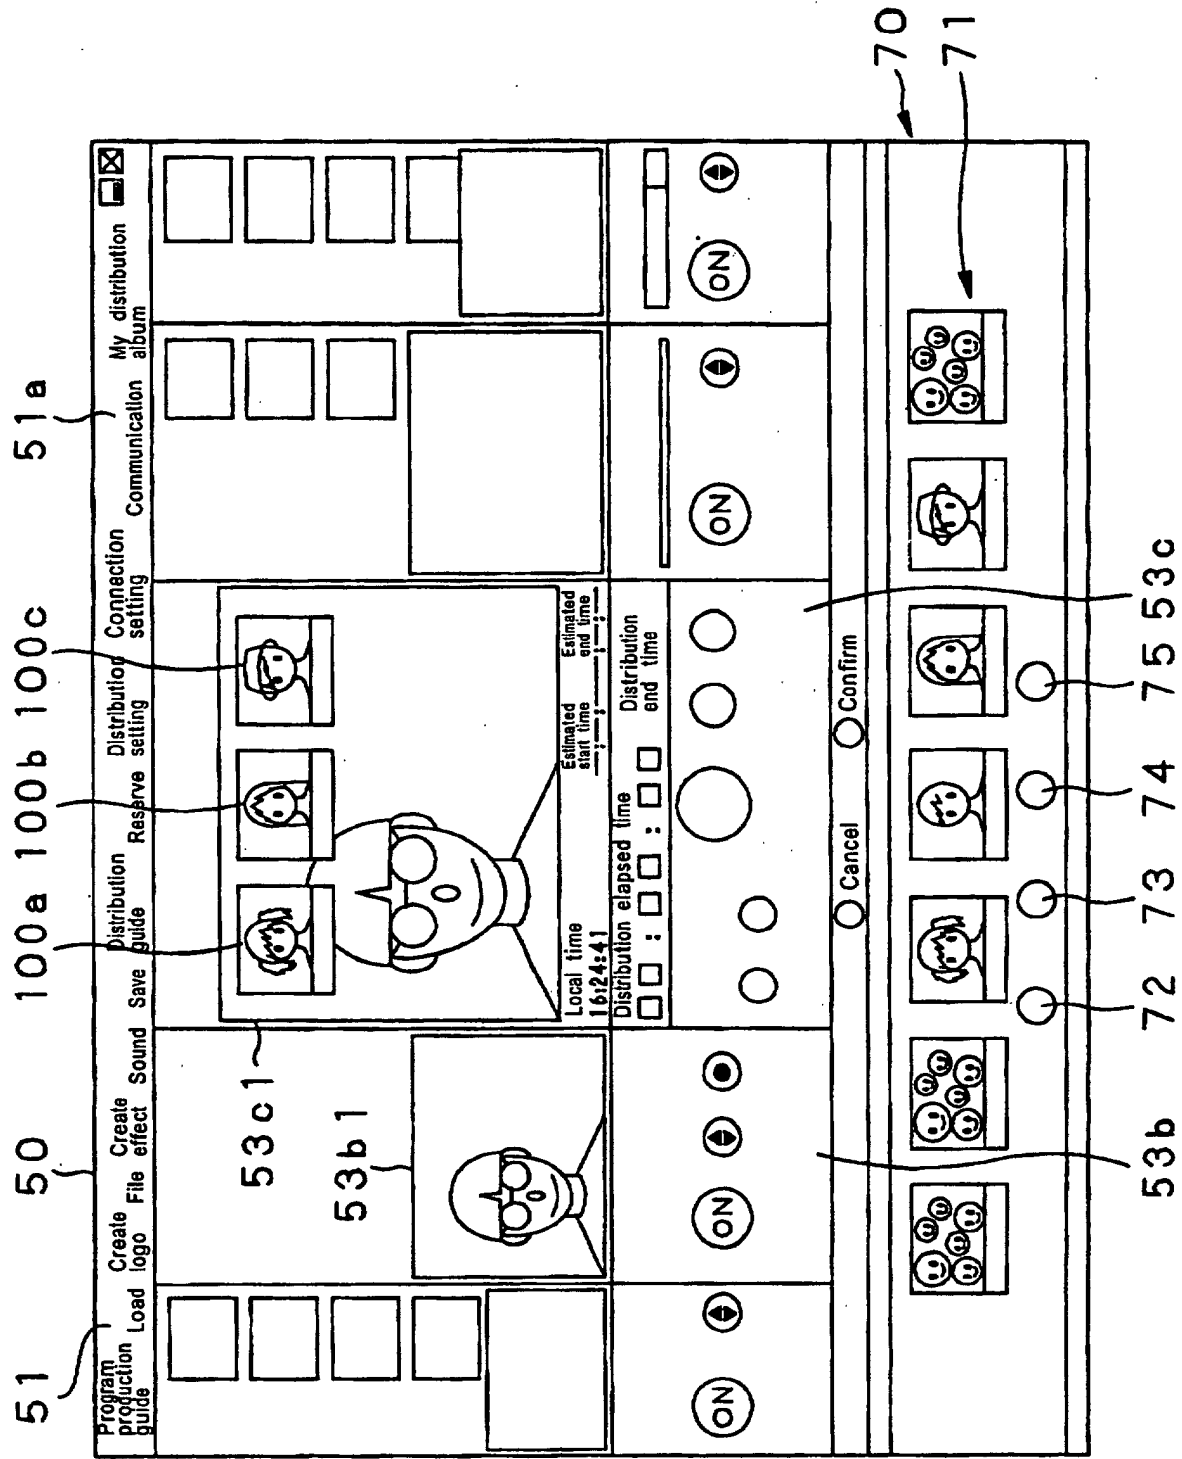 50
51
51a
Program production guide
Load
Create logo
File
Create effect
Sound
Save
Distribution guide
Reserve
Distribution setting
Connection setting
Communication
My distribution album
100a
100b
100c
53c1
53b1
Local time
16:24:41
Estimated start time
--:--:--
Estimated end time
--:--:--
Distribution elapsed time
: :
Distribution end time
ON
ON
ON
ON
Cancel
Confirm
70
71
53b
72
73
74
75
53c